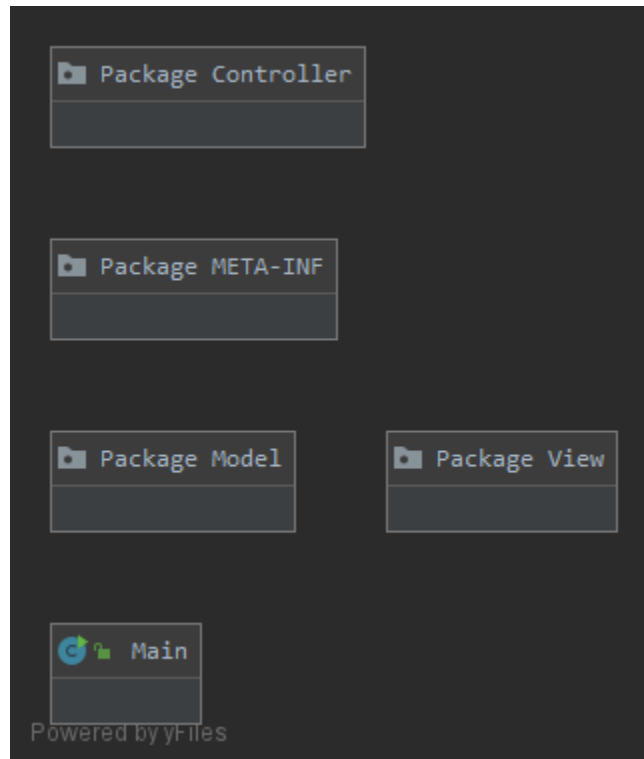 Package Controller
Package META-INF
Package Model
Package View
Main
Powered by yFiles